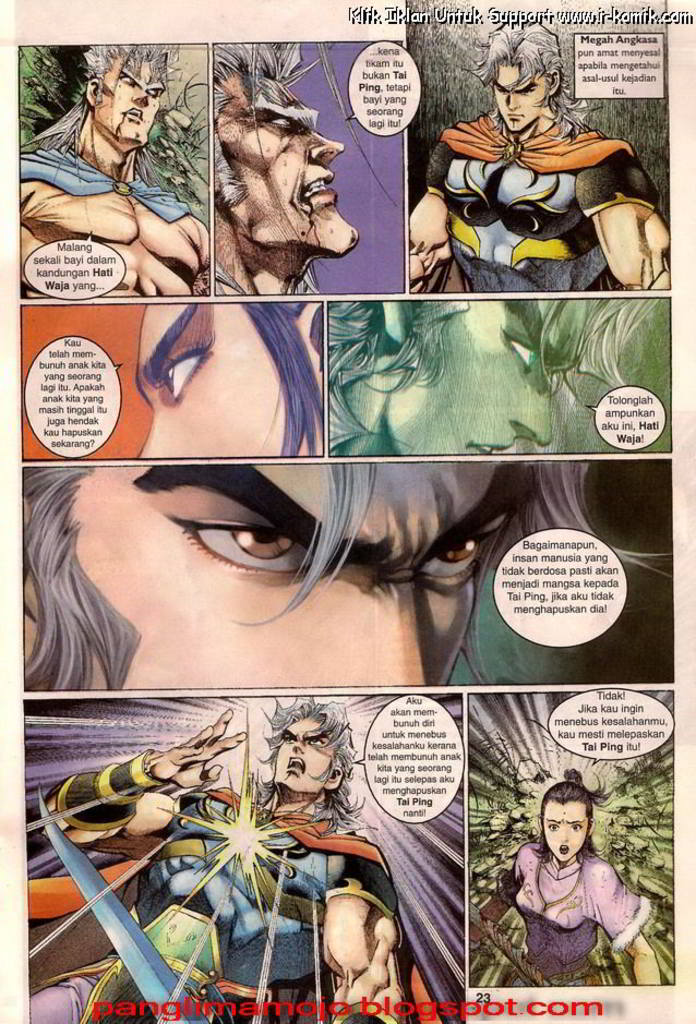 Klik Iklan Untuk Support www.ir-komik.com
Malang
sekali bayi dalam
kandungan Hati
Waja yang...
...kena
tikam itu
bukan Tai
Ping, tetapi
bayi yang
seorang
lagi itu!
Megah Angkasa
pun amat menyesal
apabila mengetahui
asal-usul kejadian
itu.
Kau
telah mem-
bunuh anak kita
yang seorang
lagi itu. Apakah
anak kita yang
masih tinggal itu
juga hendak
kau hapuskan
sekarang?
Tolonglah
ampunkan
aku ini, Hati
Waja!
Bagaimanapun,
insan manusia yang
tidak berdosa pasti akan
menjadi mangsa kepada
Tai Ping, jika aku tidak
menghapuskan dia!
Aku
akan mem-
bunuh diri
untuk menebus
kesalahanku kerana
telah membunuh anak
kita yang seorang
lagi itu selepas aku
menghapuskan
Tai Ping
nanti!
Tidak!
Jika kau ingin
menebus kesalahanmu,
kau mesti melepaskan
Tai Ping itu!
23
panglimamojo.blogspot.com